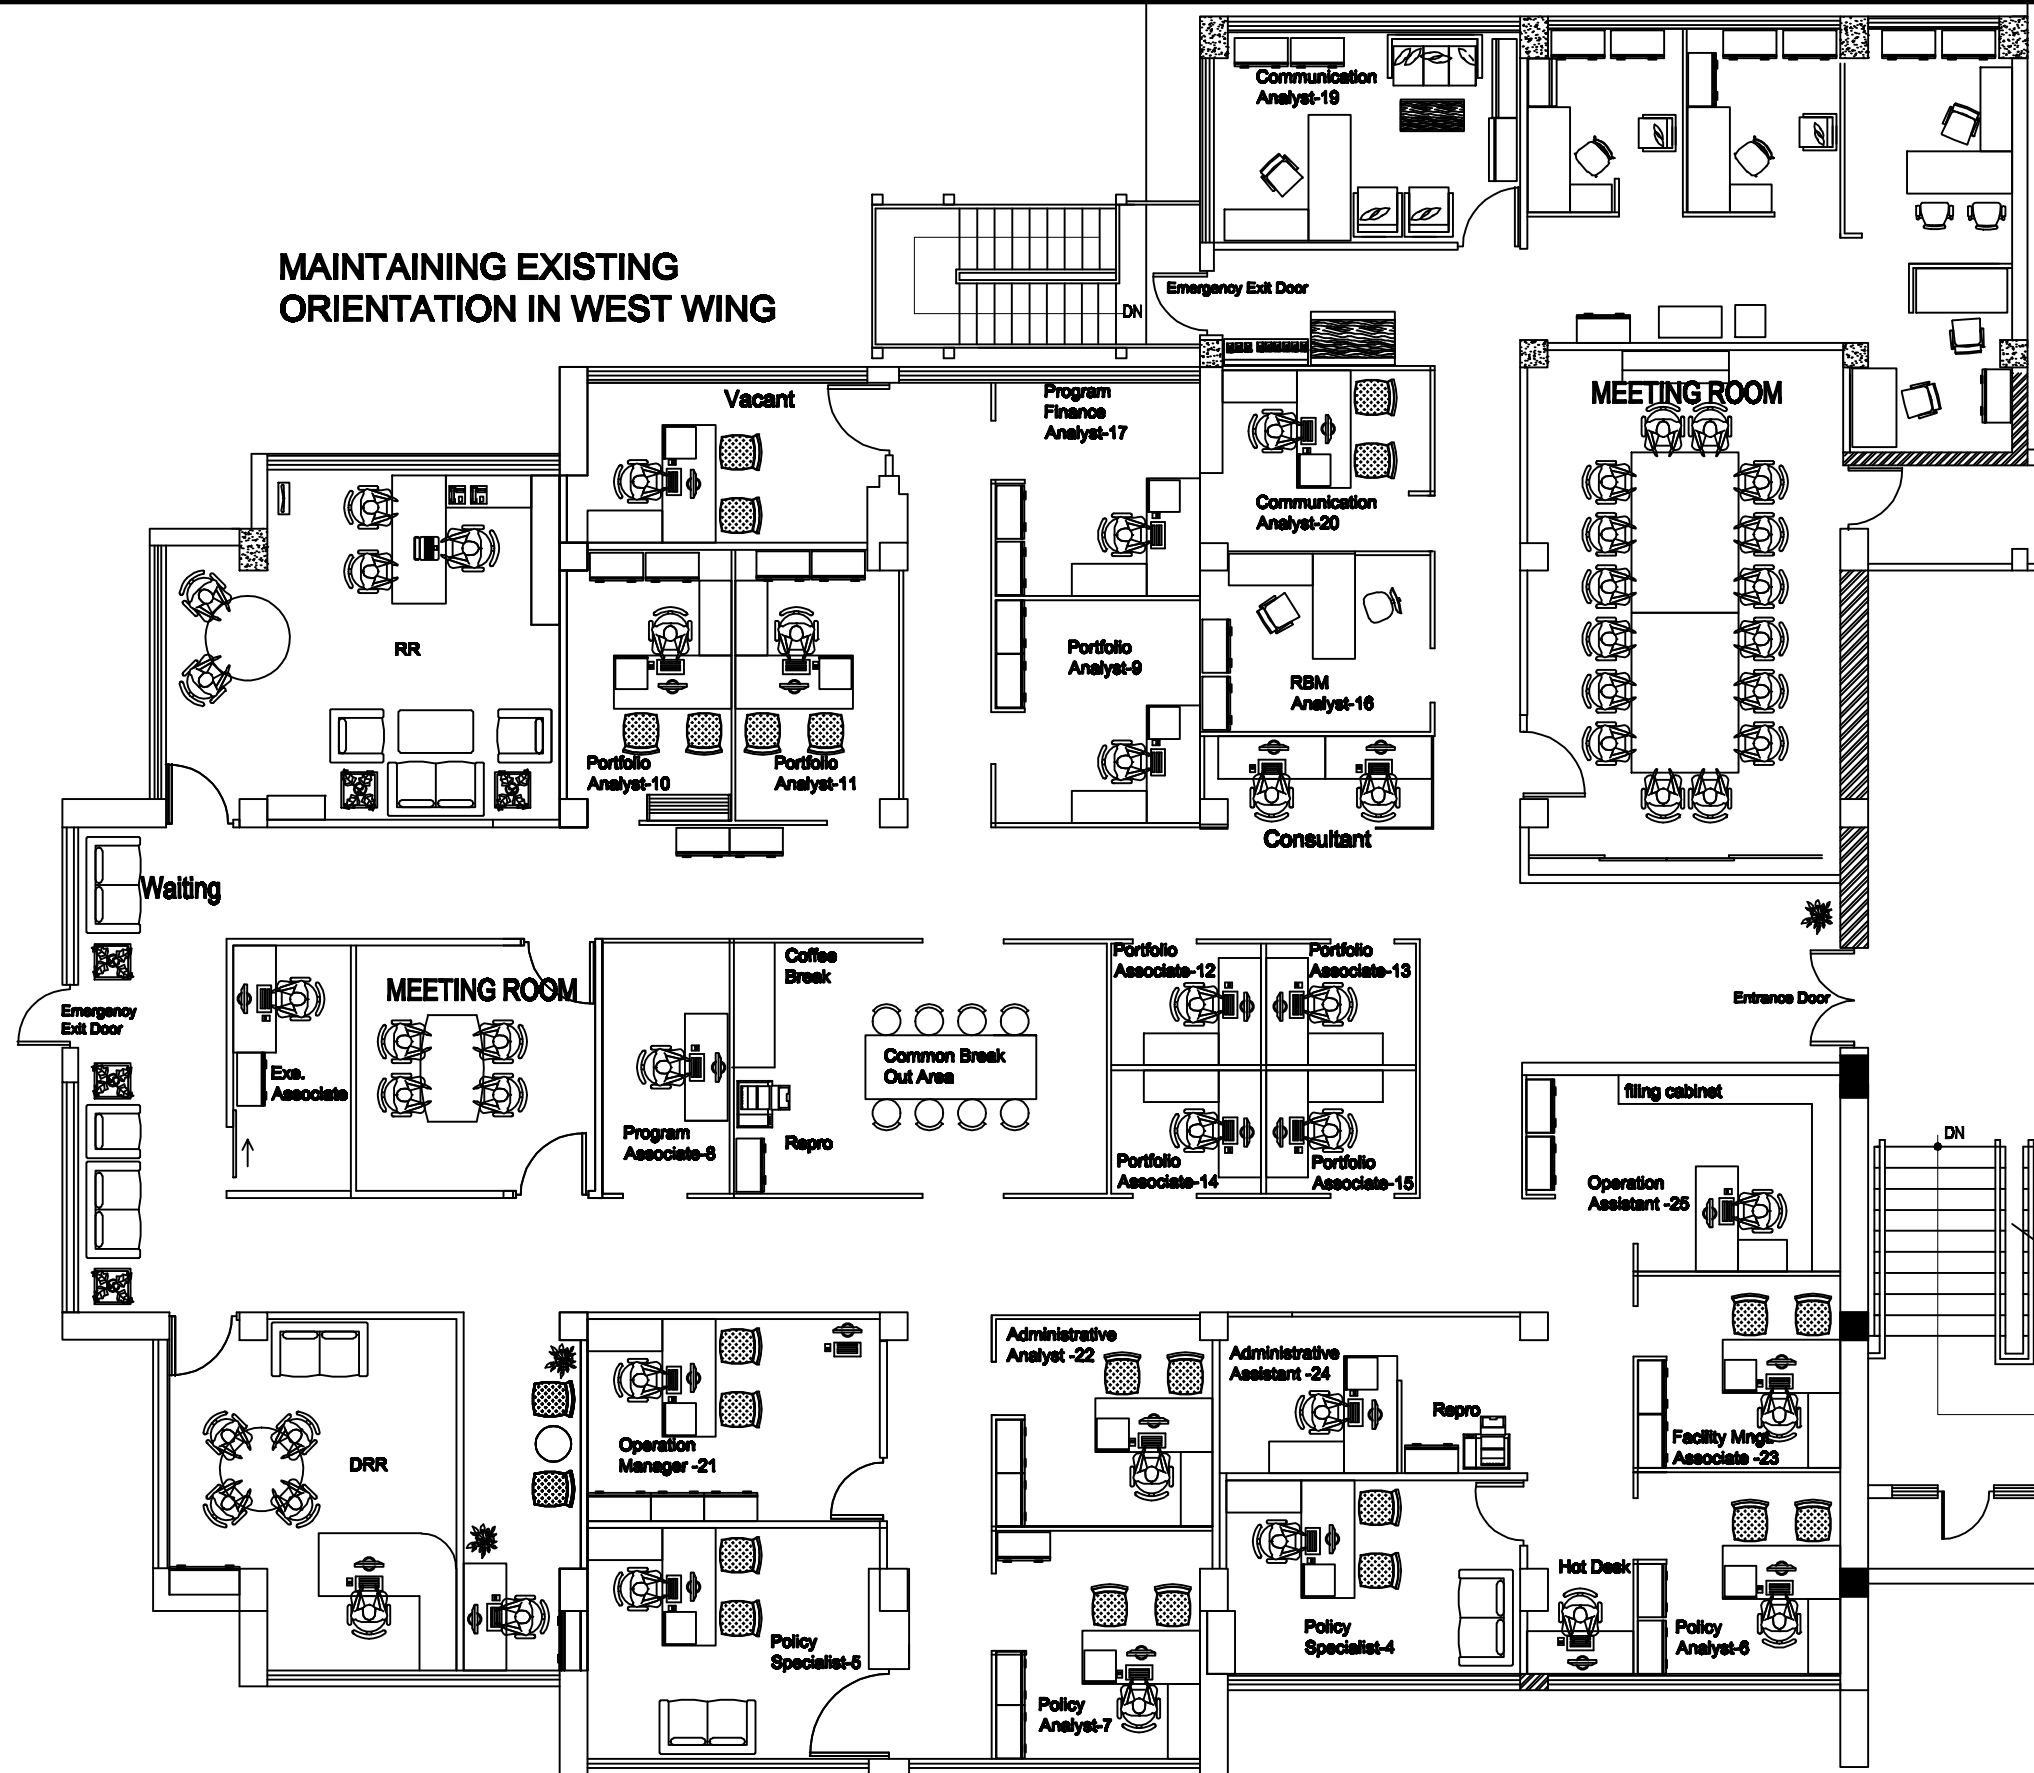 Communication
Analyst-19
MAINTAINING EXISTING
ORIENTATION IN WEST WING
Emergency Exit Door
DN
Vacant
Program
Finance
Analyst-17
MEETING ROOM
Communication
Analyst-20
RR
Portfolio
Analyst-9
RBM
Analyst-16
Portfolio
Analyst-10
Portfolio
Analyst-11
Consultant
Waiting
MEETING ROOM
Coffee
Break
Portfolio
Associate-12
Portfolio
Associate-13
Emergency
Exit Door
Entrance Door
Exe.
Associate
Common Break
Out Area
filing cabinet
Program
Associate-8
Repro
Portfolio
Associate-14
Portfolio
Associate-15
Operation
Assistant -25
DN
Administrative
Analyst -22
Administrative
Assistant -24
Repro
Operation
Manager -21
DRR
Facility Mngt.
Associate -23
Hot Desk
Policy
Specialist-5
Policy
Specialist-4
Policy
Analyst-6
Policy
Analyst-7